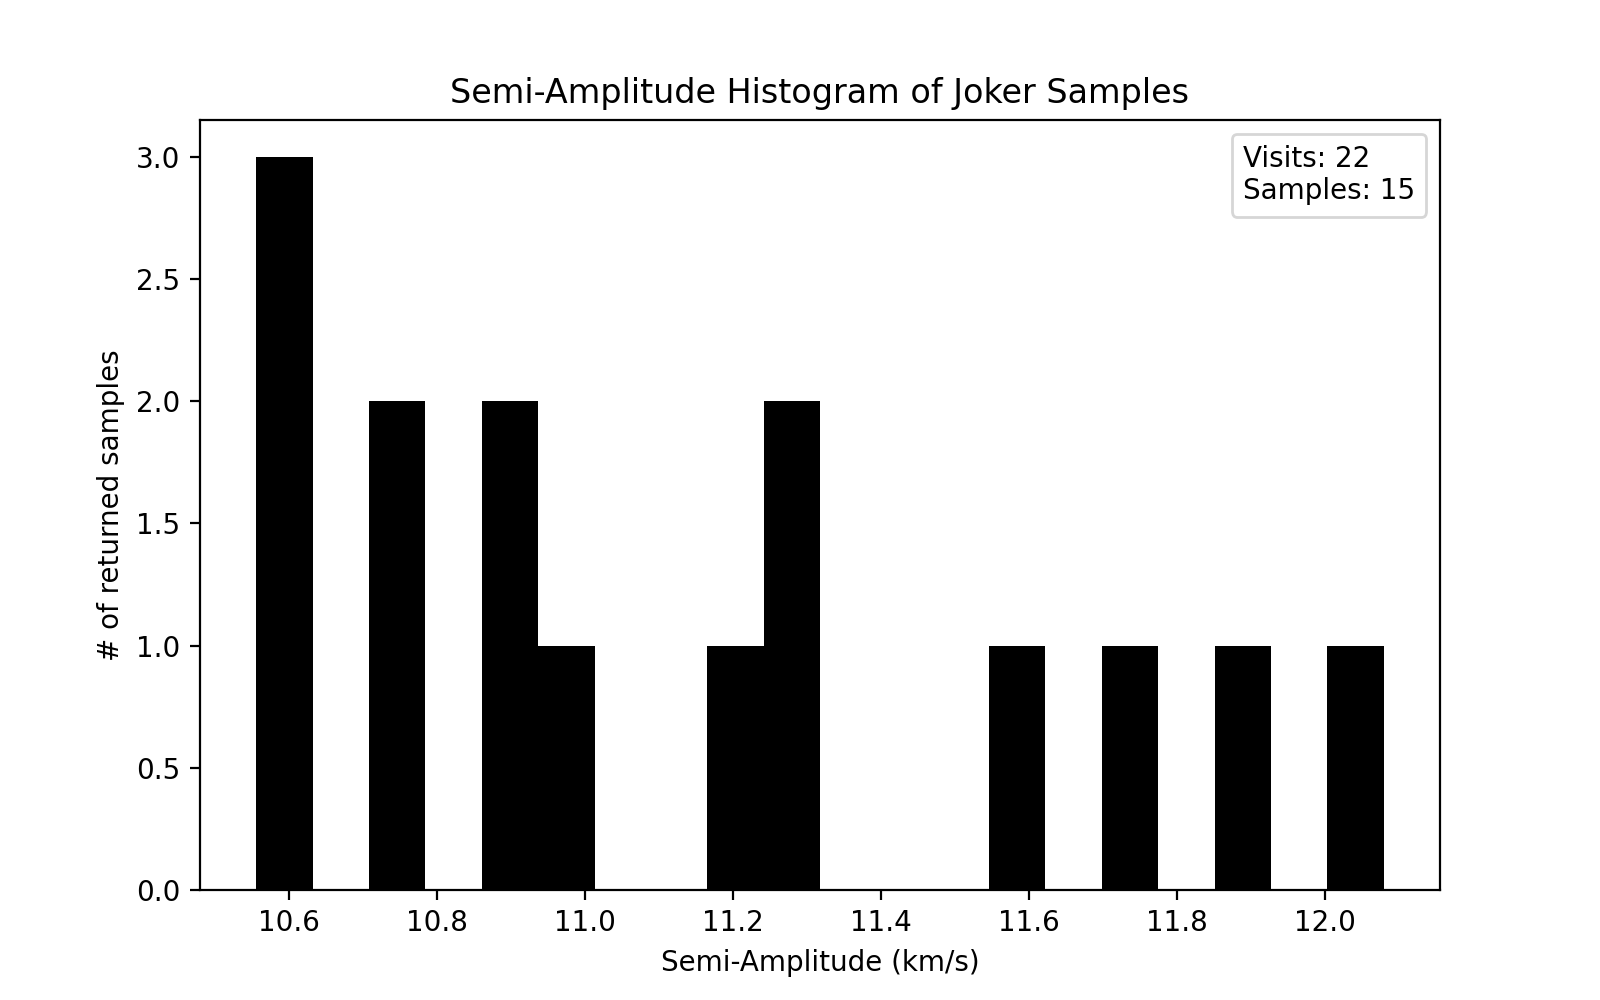 Semi-Amplitude Histogram of Joker Samples
Visits: 22
Samples: 15
3.0
2.5
2.0
1.5
1.0
0.5
0.0
# of returned samples
10.6 10.8 11.0 11.2 11.4 11.6 11.8 12.0
Semi-Amplitude (km/s)